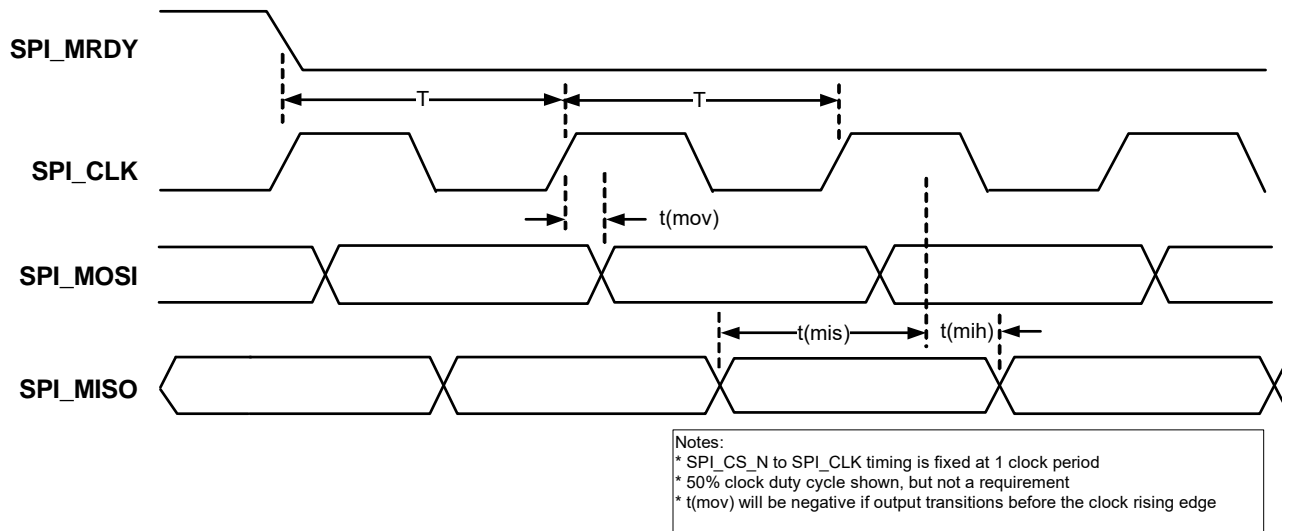 SPI_MRDY
T
T
SPI_CLK
t(mov)
SPI_MOSI
t(mis)
t(mih)
SPI_MISO
Notes:
* SPI_CS_N to SPI_CLK timing is fixed at 1 clock period
* 50% clock duty cycle shown, but not a requirement
* t(mov) will be negative if output transitions before the clock rising edge